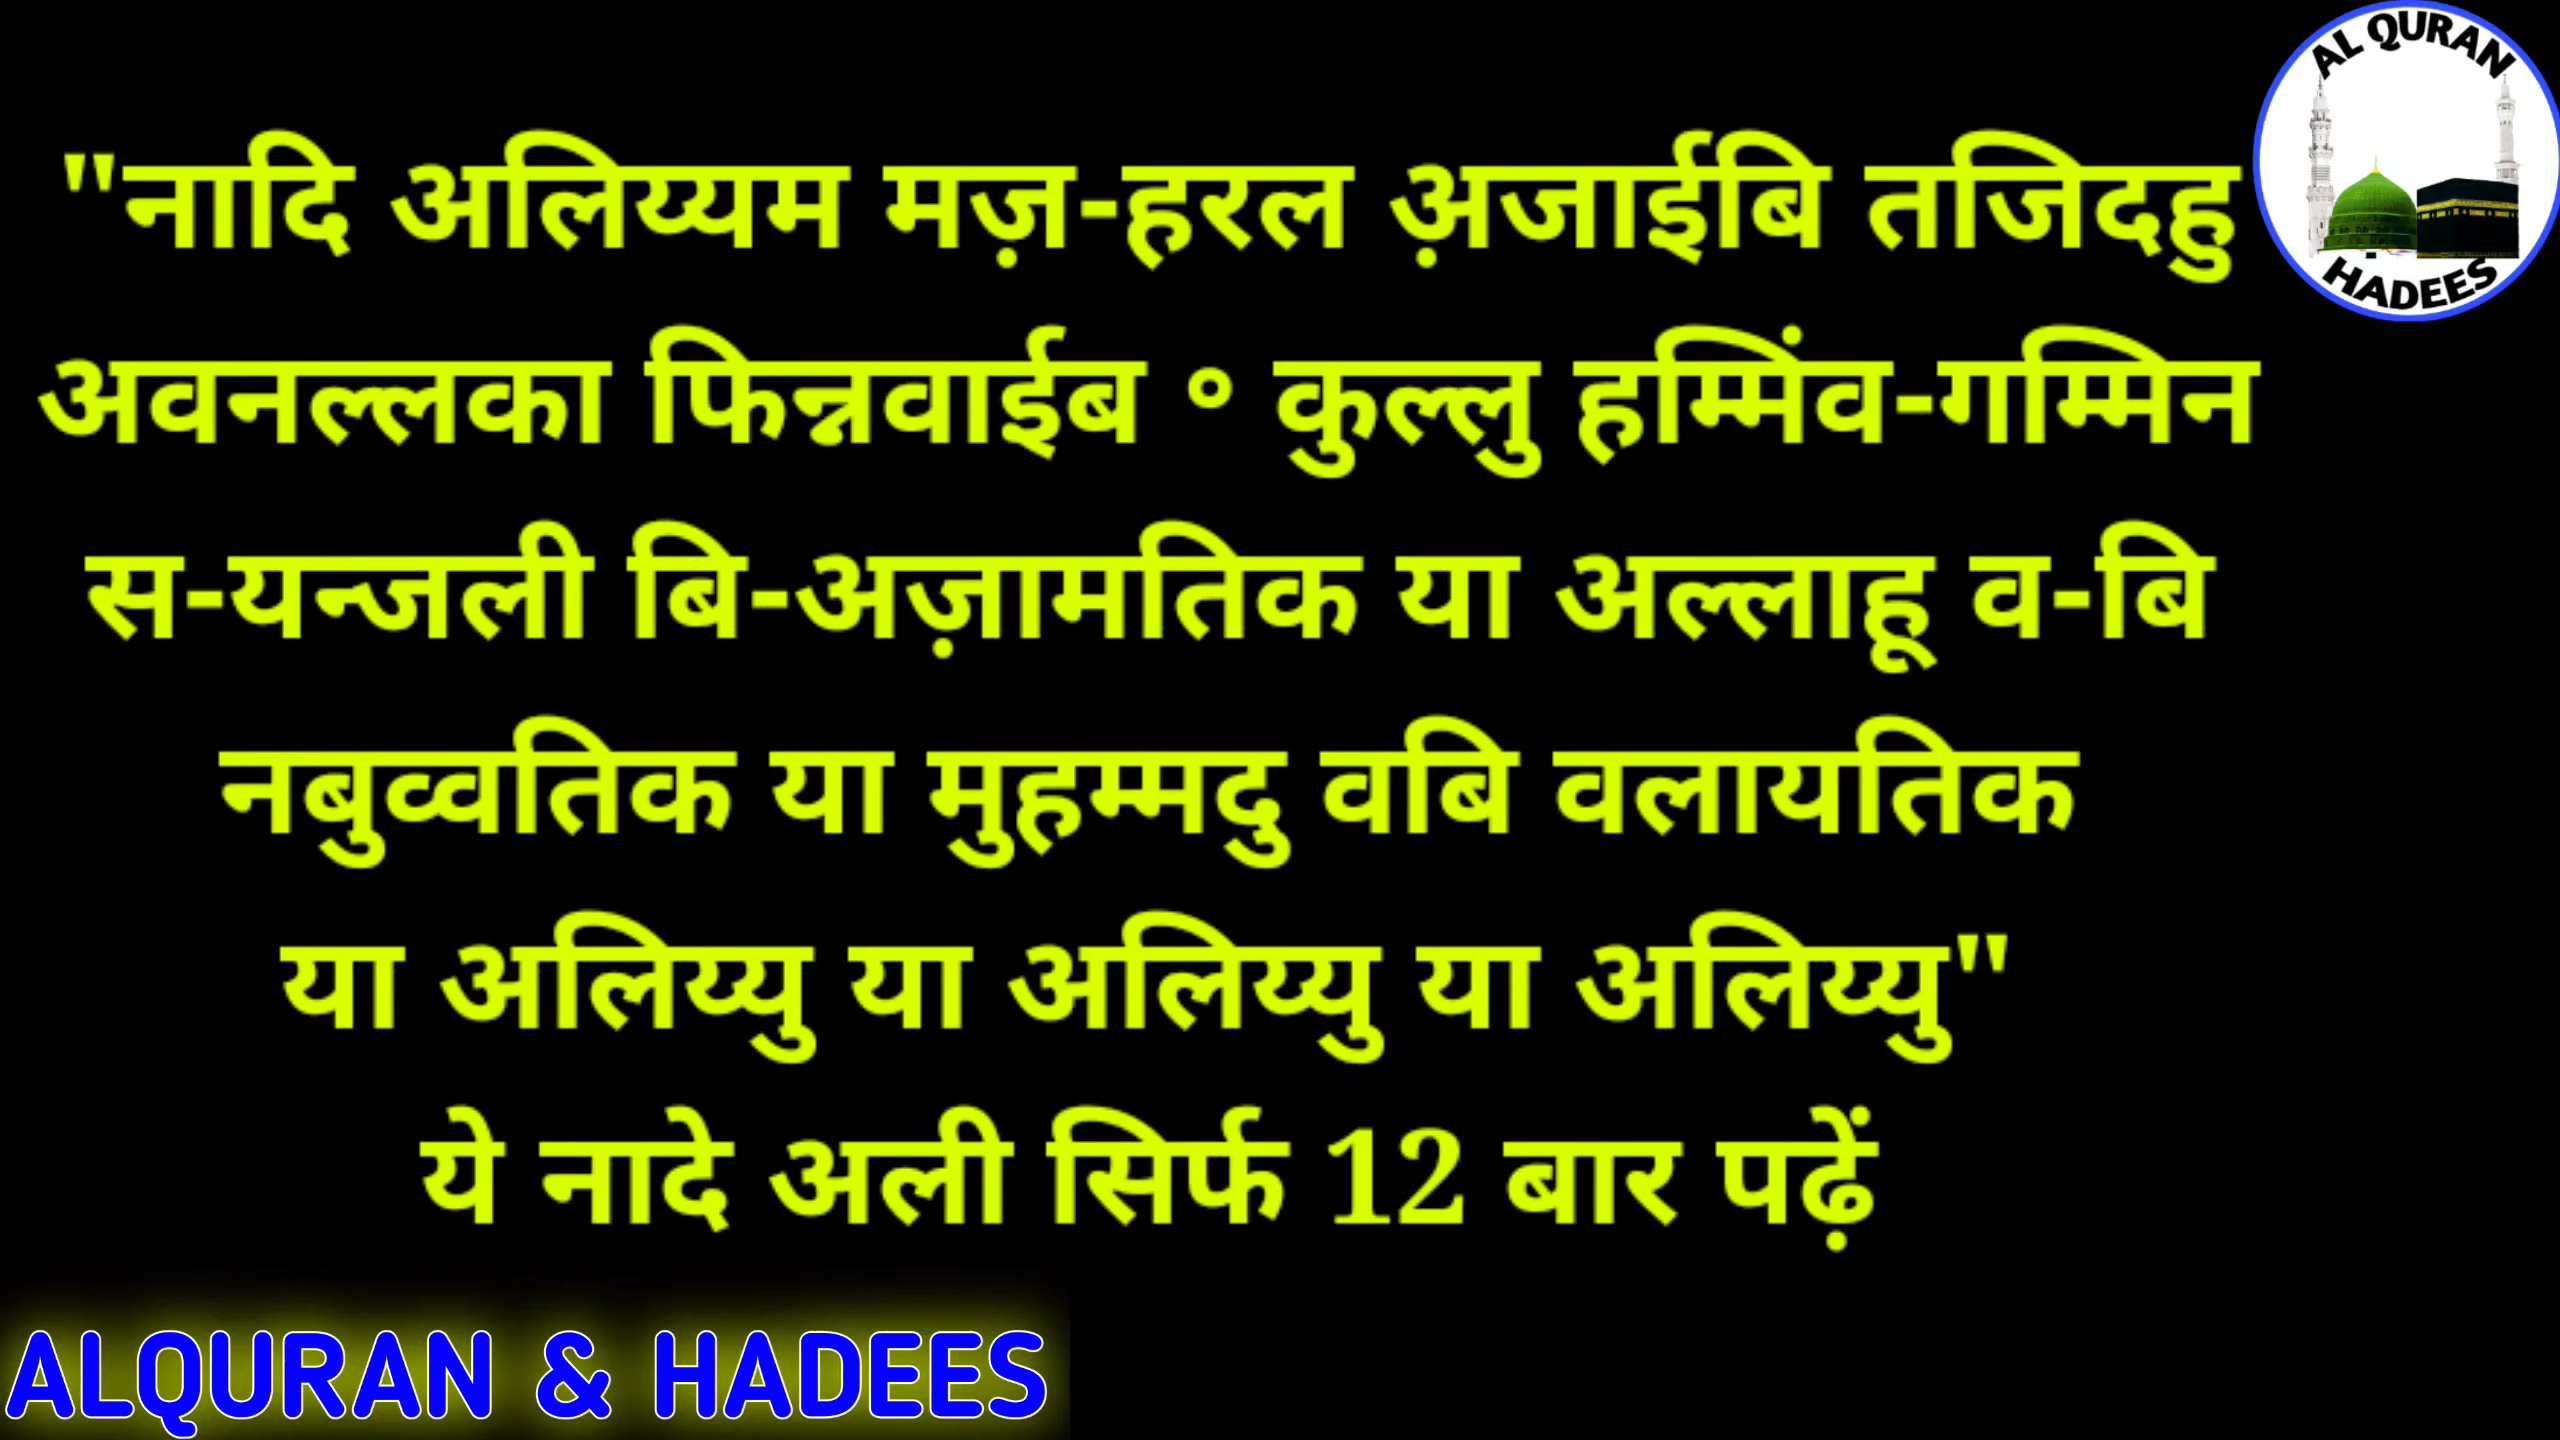 AL QURAN
HADEES
"नादि अलिय्यम मज़-हरल अ़जाईबि तजिदहु
अवनल्लका फिन्नवाईब ° कुल्लु हम्मिंव-गम्मिन
स-यन्जली बि-अज़ामतिक या अल्लाहू व-बि
नबुव्वतिक या मुहम्मदु वबि वलायतिक
या अलिय्यु या अलिय्यु या अलिय्यु"
ये नादे अली सिर्फ 12 बार पढ़ें
ALQURAN & HADEES